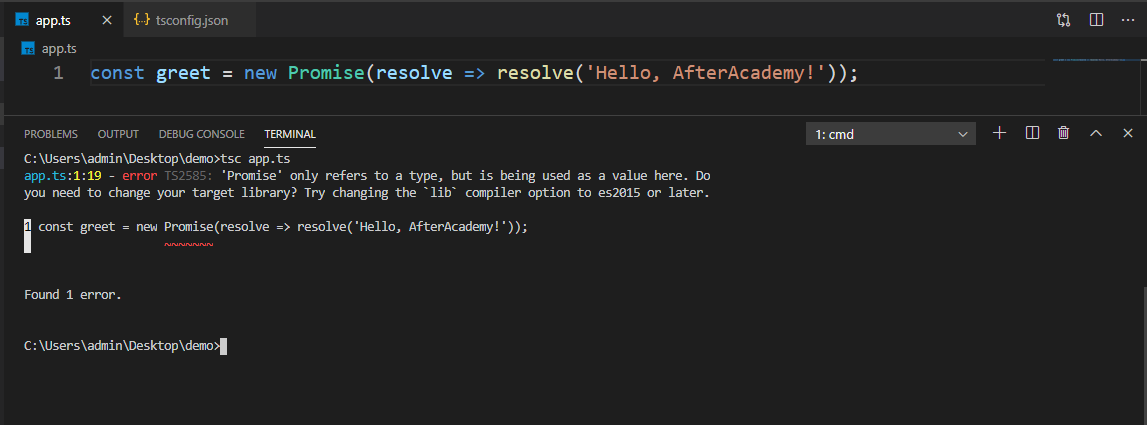 TS app.ts × {..} tsconfig.json ...
TS app.ts
1 const greet = new Promise(resolve => resolve('Hello, AfterAcademy!'));
PROBLEMS OUTPUT DEBUG CONSOLE TERMINAL 1: cmd
C:\Users\admin\Desktop\demo>tsc app.ts
app.ts:1:19 - error TS2585: 'Promise' only refers to a type, but is being used as a value here. Do
you need to change your target library? Try changing the `lib` compiler option to es2015 or later.
1 const greet = new Promise(resolve => resolve('Hello, AfterAcademy!'));
~~~~~~~
Found 1 error.
C:\Users\admin\Desktop\demo>